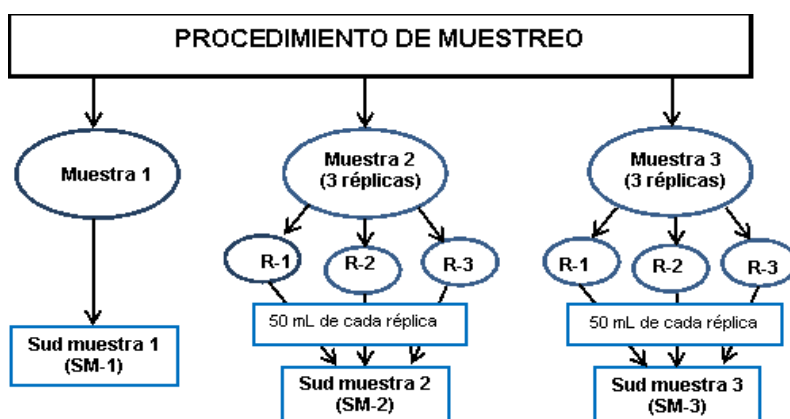 PROCEDIMIENTO DE MUESTREO
Muestra 1
Muestra 2
(3 réplicas)
Muestra 3
(3 réplicas)
R-1
R-2
R-3
R-1
R-2
R-3
50 mL de cada réplica
50 mL de cada réplica
Sud muestra 1
(SM-1)
Sud muestra 2
(SM-2)
Sud muestra 3
(SM-3)